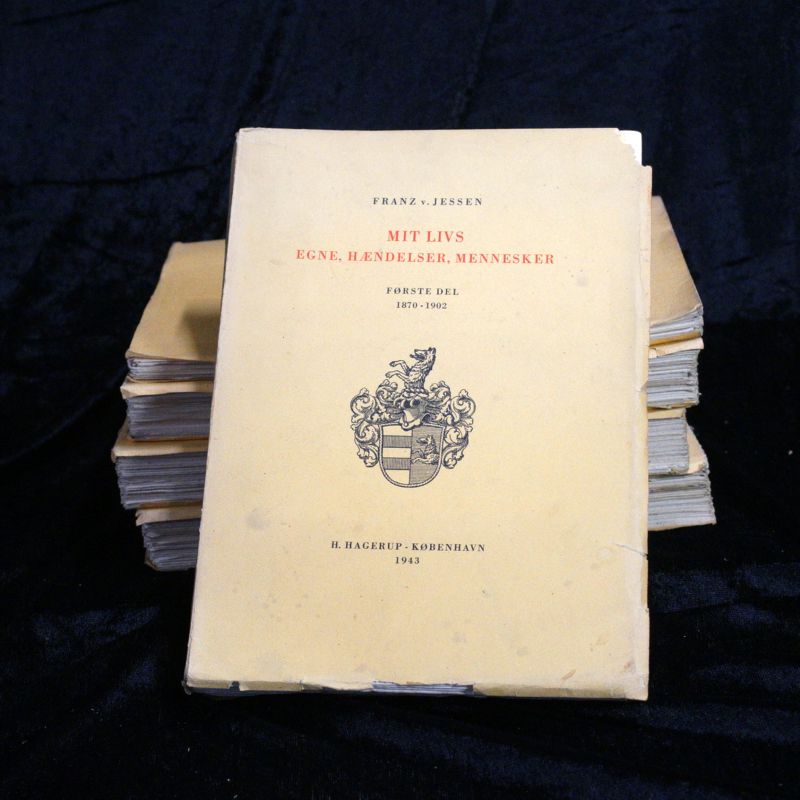 FRANZ v. JESSEN
MIT LIVS
EGNE, HÆNDELSER, MENNESKER
FØRSTE DEL
1870 - 1902
H. HAGERUP - KØBENHAVN
1943